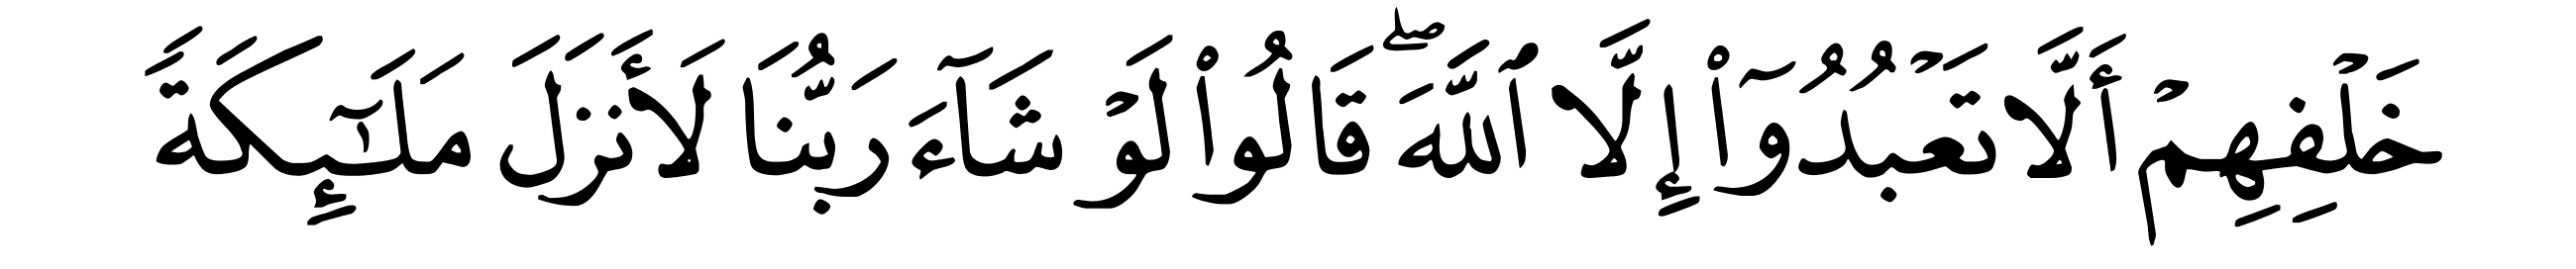 خَلۡفِهِمۡ أَلَّا تَعۡبُدُوٓاْ إِلَّا ٱللَّهَۖ قَالُواْ لَوۡ شَآءَ رَبُّنَا لَأَنزَلَ مَلَٰٓئِكَةٗ